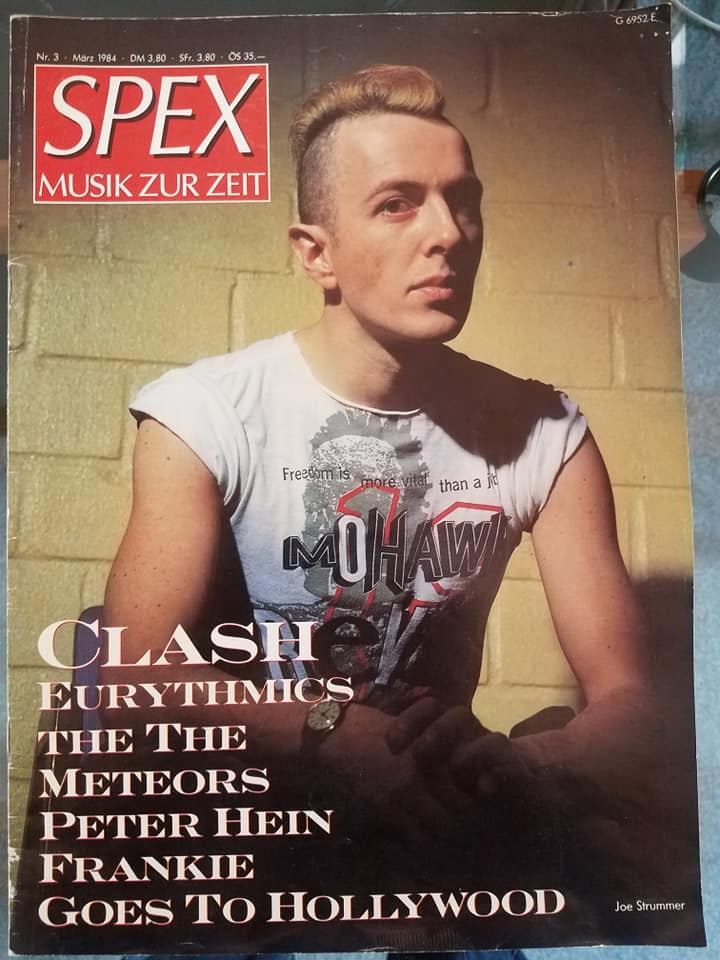 G 6952 E
Nr. 3 · März 1984 · DM 3,80 · SFr. 3,80 · ÖS 35,—
SPEX
MUSIK ZUR ZEIT
Freedom is more vital than a
MOHAWK
CLASH
EURYTHMICS
THE THE
METEORS
PETER HEIN
FRANKIE
GOES TO HOLLYWOOD
Joe Strummer